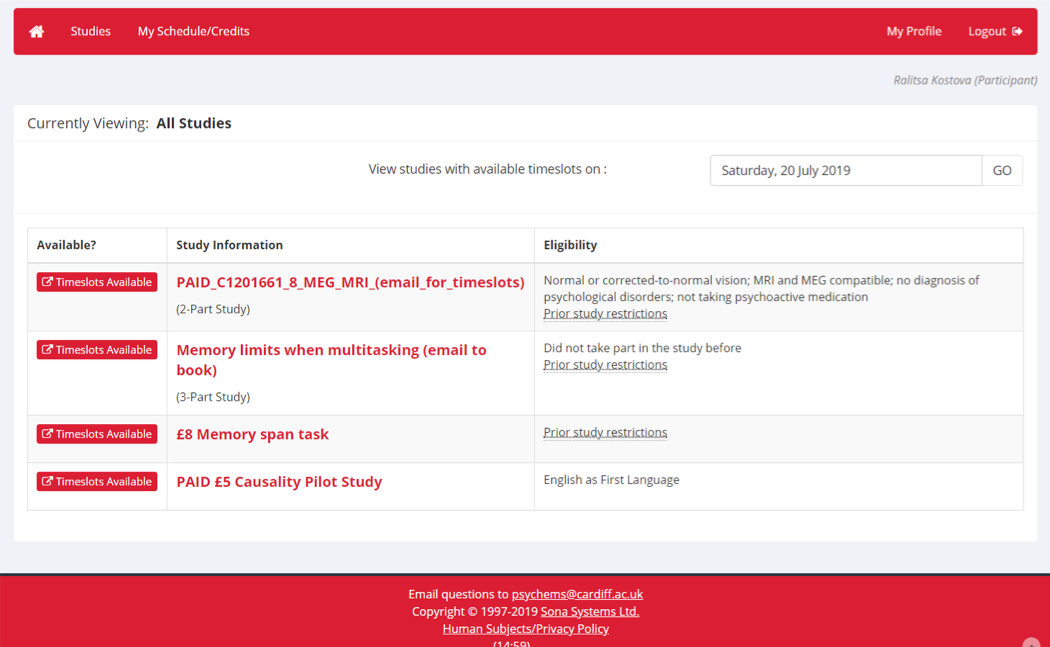 Studies My Schedule/Credits My Profile Logout
Ralitsa Kostova (Participant)
Currently Viewing: All Studies
View studies with available timeslots on :
Saturday, 20 July 2019
GO
Available? Study Information Eligibility
Timeslots Available
PAID_C1201661_8_MEG_MRI_(email_for_timeslots)
(2-Part Study)
Normal or corrected-to-normal vision; MRI and MEG compatible; no diagnosis of
psychological disorders; not taking psychoactive medication
Prior study restrictions
Timeslots Available
Memory limits when multitasking (email to
book)
(3-Part Study)
Did not take part in the study before
Prior study restrictions
Timeslots Available
£8 Memory span task
Prior study restrictions
Timeslots Available
PAID £5 Causality Pilot Study
English as First Language
Email questions to psychems@cardiff.ac.uk
Copyright © 1997-2019 Sona Systems Ltd.
Human Subjects/Privacy Policy
(14:59)